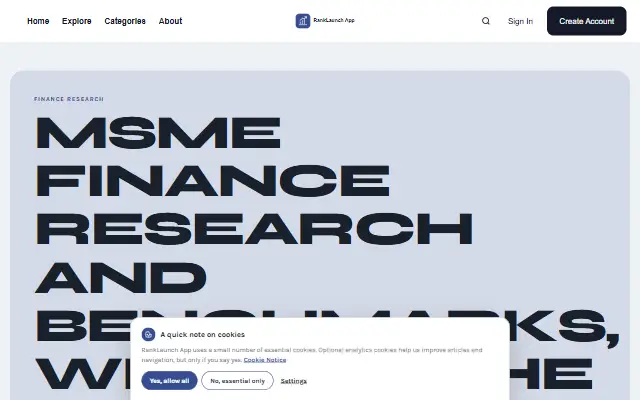 Home Explore Categories About RankLaunch App Sign In Create Account
FINANCE RESEARCH
MSME
FINANCE
RESEARCH
AND
BENCHMARKS,
A quick note on cookies
RankLaunch App uses a small number of essential cookies. Optional analytics cookies help us improve articles and
navigation, but only if you say yes. Cookie Notice
Yes, allow all No, essential only Settings